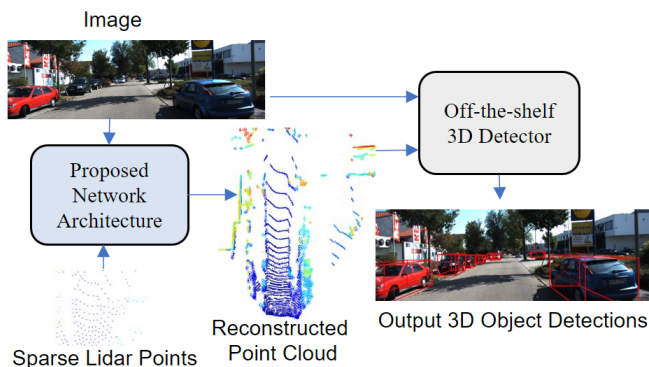 Image
Proposed
Network
Architecture
Off-the-shelf
3D Detector
Sparse Lidar Points
Reconstructed
Point Cloud
Output 3D Object Detections